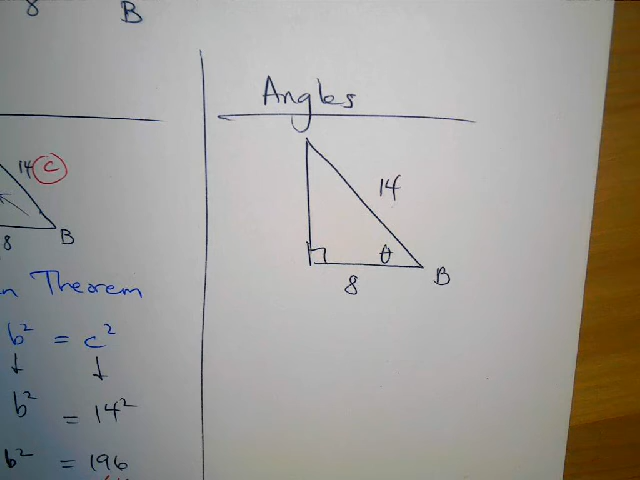 8 B
Angles
14 c
8 B
14
θ
8 B
n Theorem
b² = c²
↓ ↓
b² = 14²
b² = 196